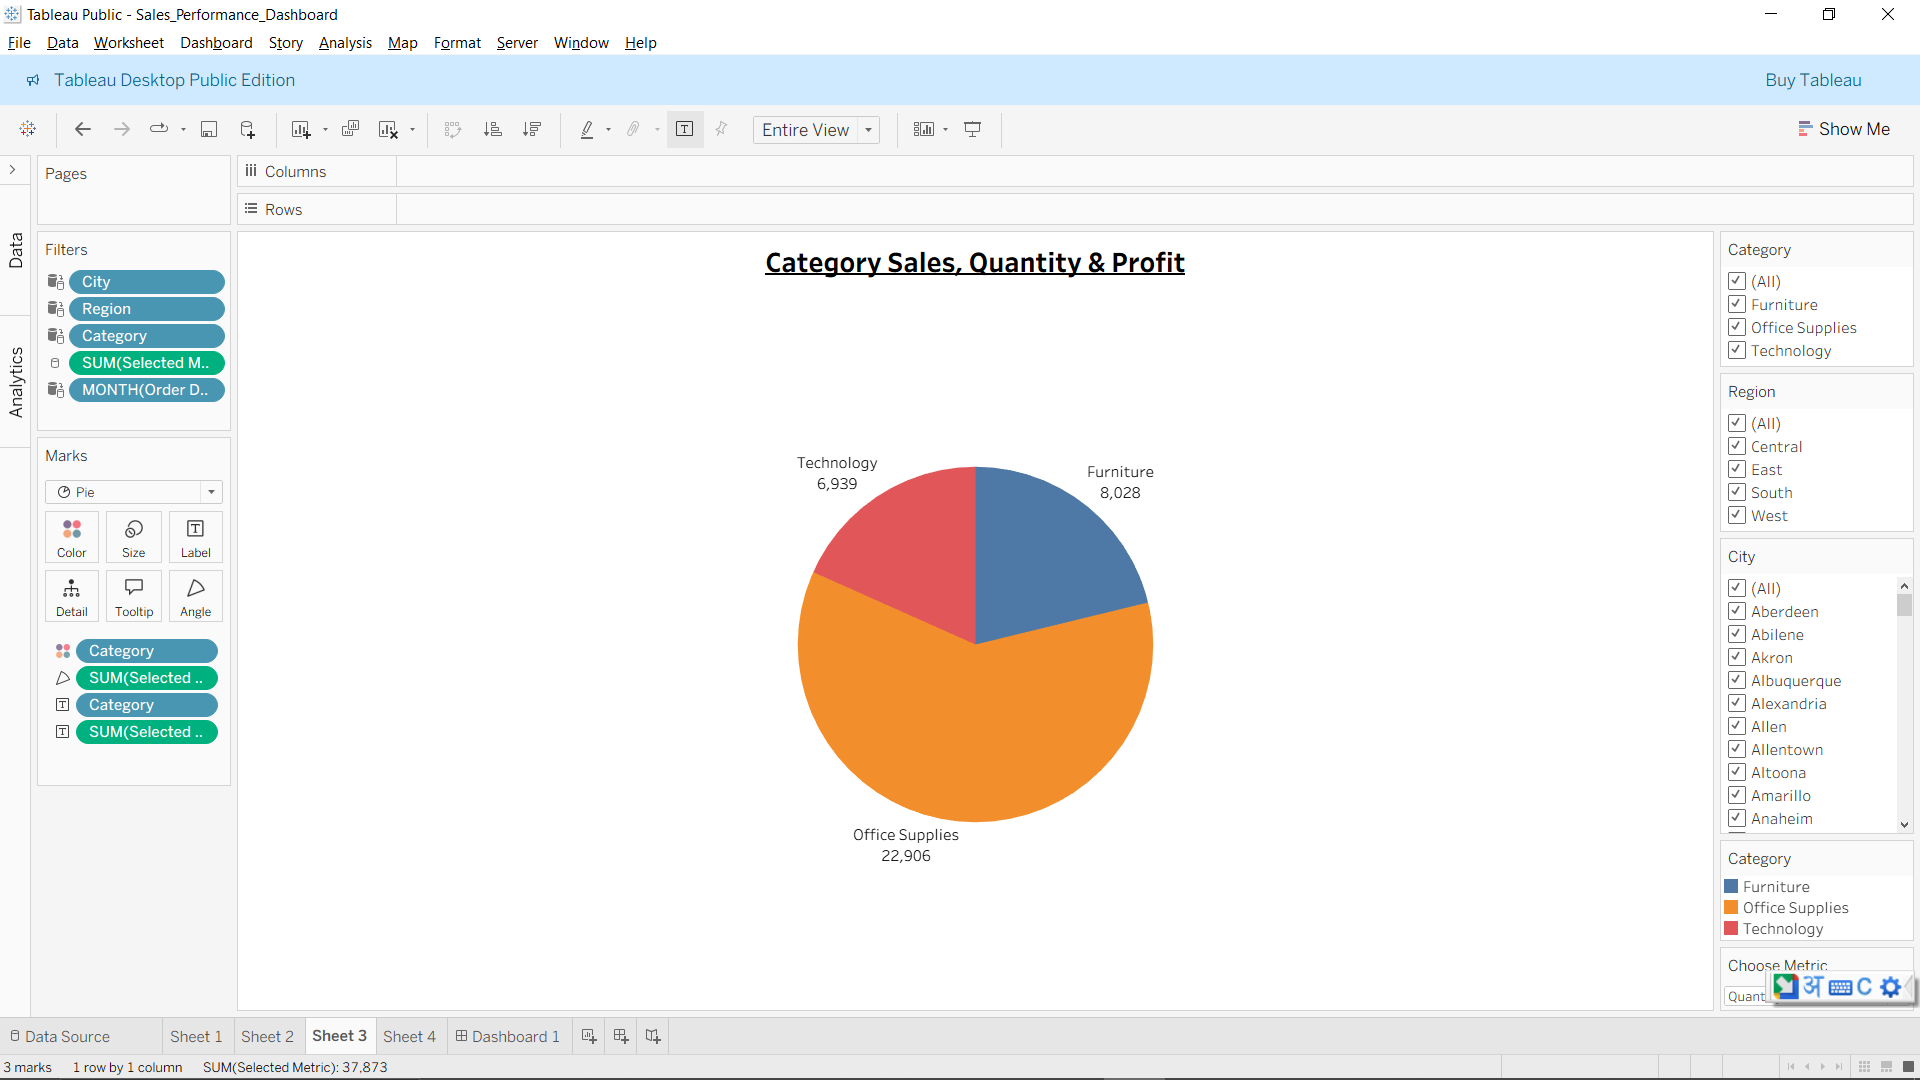 Tableau Public - Sales_Performance_Dashboard
File Data Worksheet Dashboard Story Analysis Map Format Server Window Help
Tableau Desktop Public Edition
Buy Tableau
Entire View
Show Me
Pages
Columns
Rows
Data
Analytics
Filters
City
Region
Category
SUM(Selected M..
MONTH(Order D..
Marks
Pie
Color Size Label
Detail Tooltip Angle
Category
SUM(Selected ..
Category
SUM(Selected ..
Category Sales, Quantity & Profit
Technology
6,939
Furniture
8,028
Office Supplies
22,906
Category
(All)
Furniture
Office Supplies
Technology
Region
(All)
Central
East
South
West
City
(All)
Aberdeen
Abilene
Akron
Albuquerque
Alexandria
Allen
Allentown
Altoona
Amarillo
Anaheim
Category
Furniture
Office Supplies
Technology
Choose Metric
Quant
अ C
Data Source Sheet 1 Sheet 2 Sheet 3 Sheet 4 Dashboard 1
3 marks 1 row by 1 column SUM(Selected Metric): 37,873